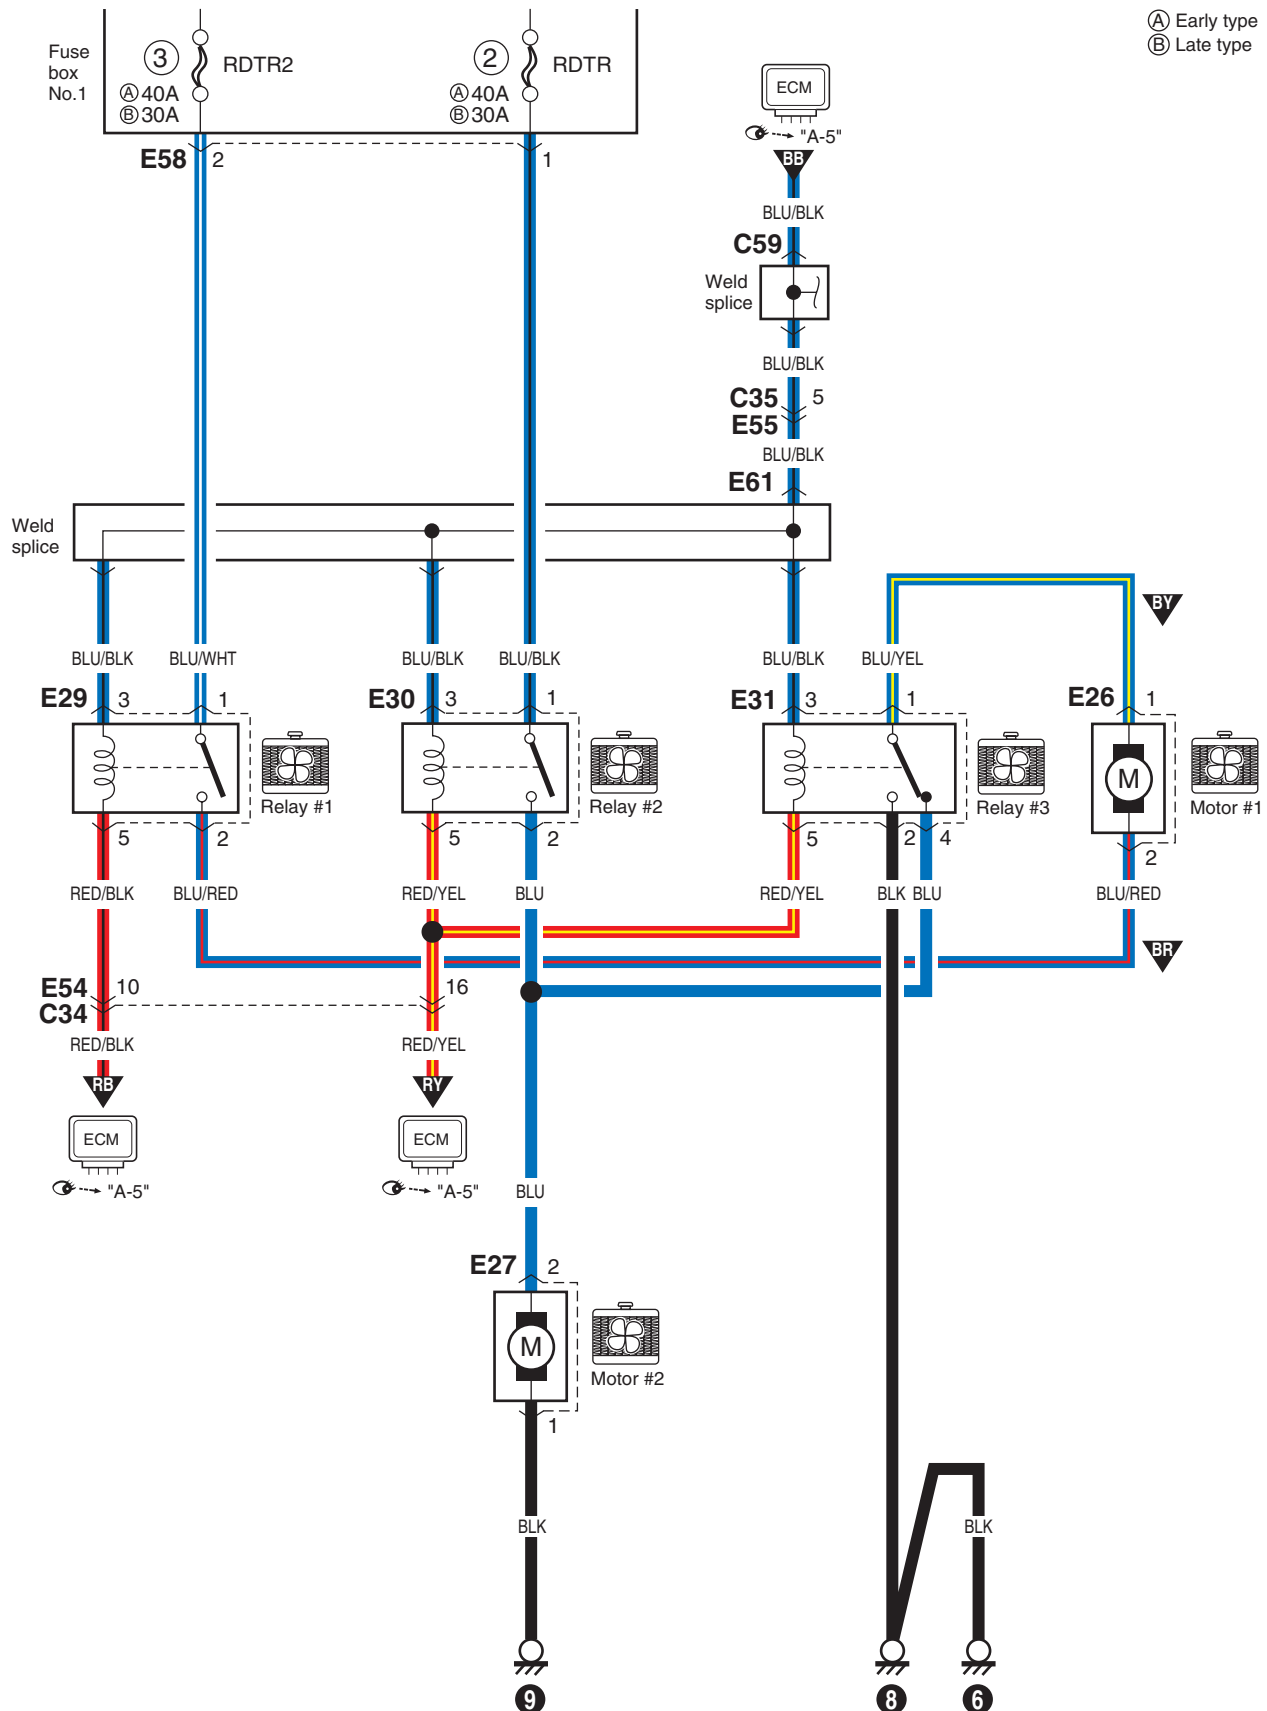 Ⓐ Early type
Ⓑ Late type
Fuse
box
No.1
③ RDTR2
Ⓐ 40A
Ⓑ 30A
② RDTR
Ⓐ 40A
Ⓑ 30A
ECM
"A-5"
BB
E58 2 1
BLU/BLK
C59
Weld
splice
BLU/BLK
C35 5
E55
BLU/BLK
E61
Weld
splice
BY
BLU/BLK BLU/WHT BLU/BLK BLU/BLK BLU/BLK BLU/YEL
E29 3 1 E30 3 1 E31 3 1 E26 1
M
Relay #1 Relay #2 Relay #3 Motor #1
5 2 5 2 5 2 4 2
RED/BLK BLU/RED RED/YEL BLU RED/YEL BLK BLU BLU/RED
BR
E54 10 16
C34
RED/BLK RED/YEL
RB RY
ECM ECM
"A-5" "A-5"
BLU
E27 2
M
Motor #2
1
BLK BLK
9 8 6